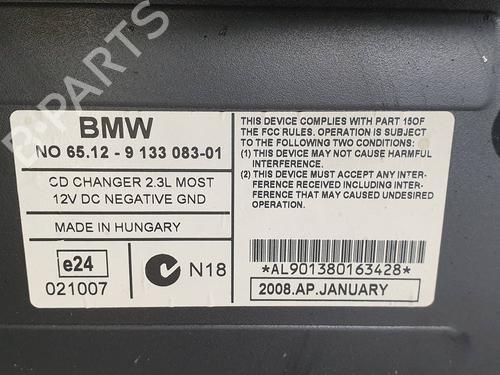 BMW
NO 65.12 - 9 133 083-01
CD CHANGER 2.3L MOST
12V DC NEGATIVE GND
MADE IN HUNGARY
e24
021007
N18
THIS DEVICE COMPLIES WITH PART 15OF
THE FCC RULES. OPERATION IS SUBJECT
TO THE FOLLOWING TWO CONDITIONS:
(1) THIS DEVICE MAY NOT CAUSE HARMFUL
INTERFERENCE.
(2) THIS DEVICE MUST ACCEPT ANY INTER-
FERENCE RECEIVED INCLUDING INTER-
FERENCE THAT MAY CAUSED UNDESIRED
OPERATION.
*AL901380163428*
2008.AP.JANUARY
B-PARTS